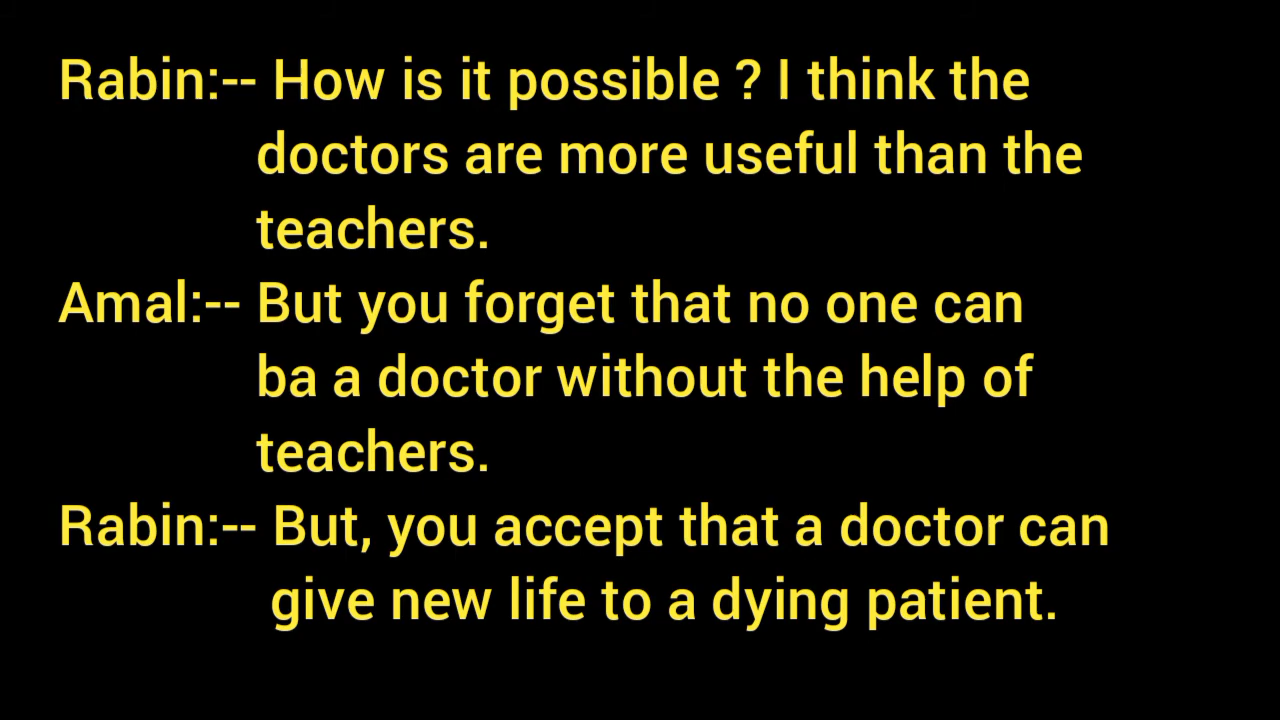 Rabin:-- How is it possible ? I think the
doctors are more useful than the
teachers.
Amal:-- But you forget that no one can
ba a doctor without the help of
teachers.
Rabin:-- But, you accept that a doctor can
give new life to a dying patient.